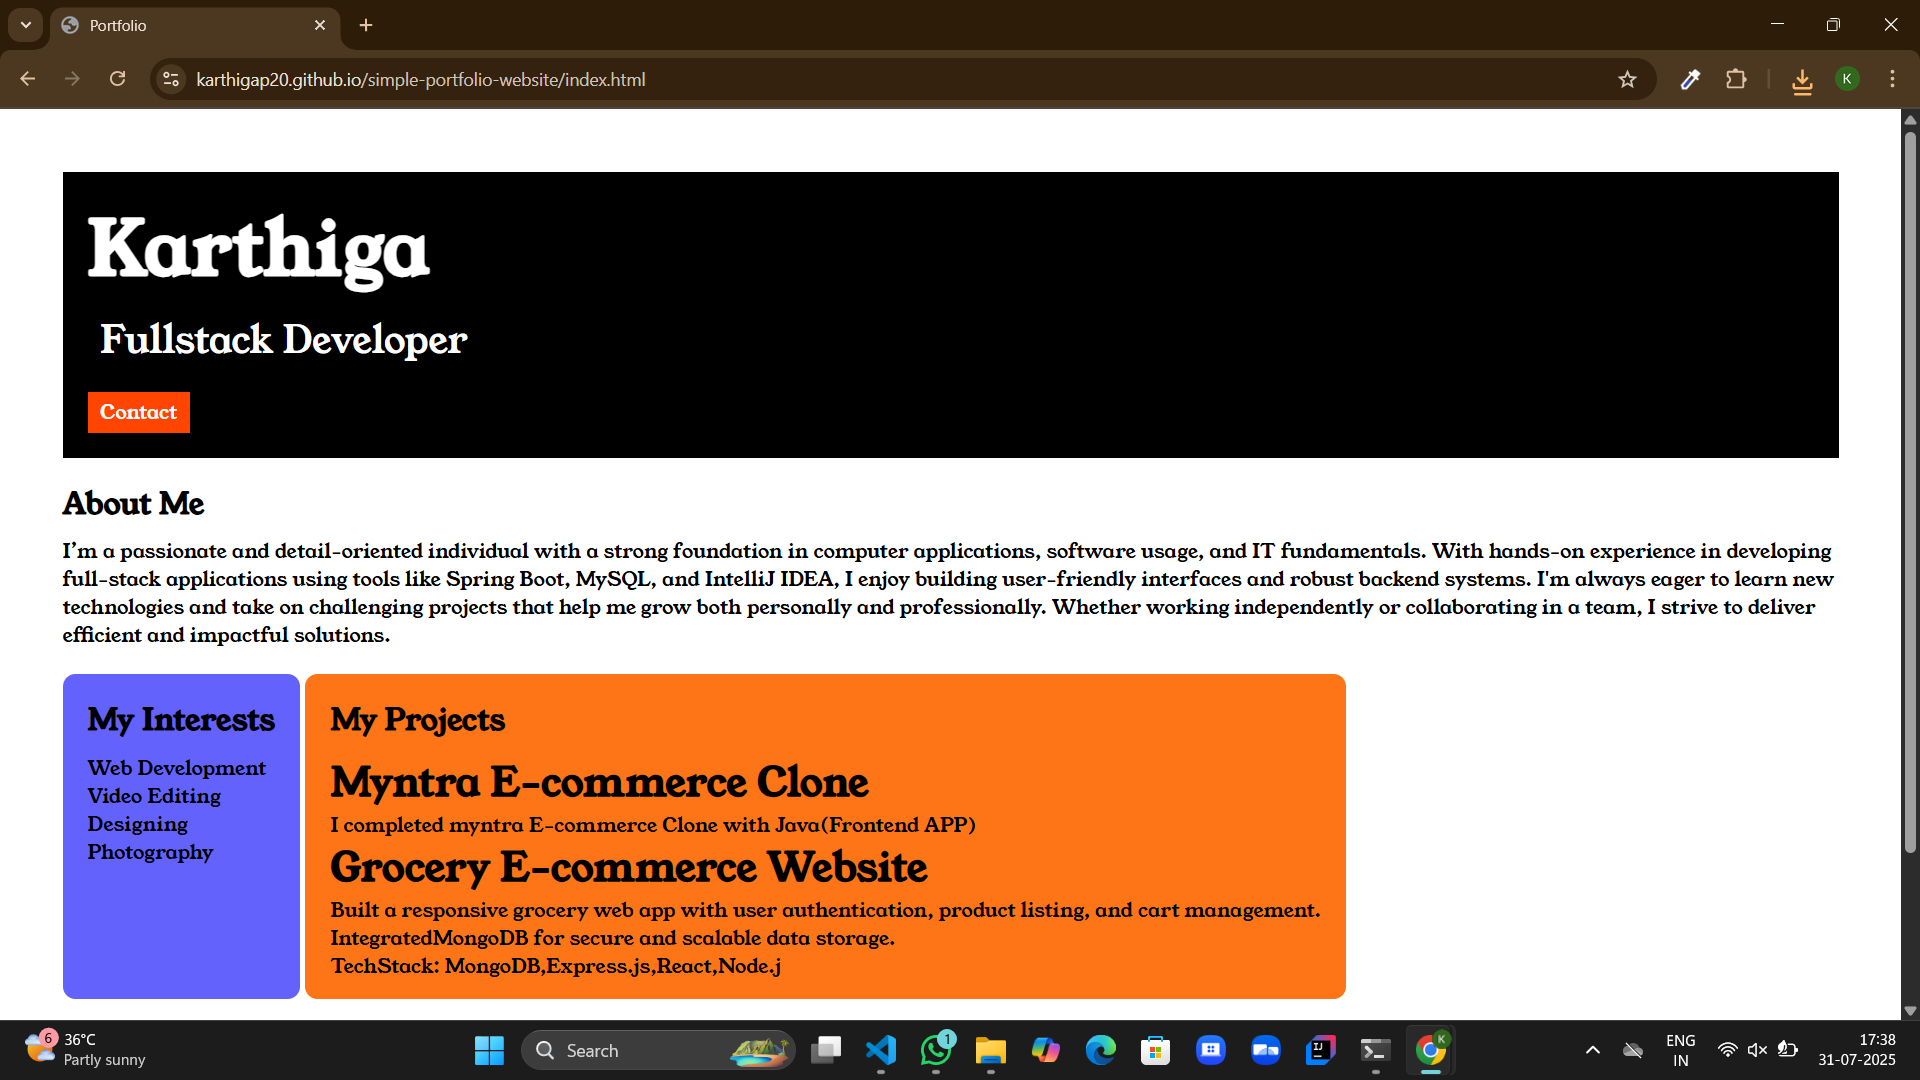 Portfolio
karthigap20.github.io/simple-portfolio-website/index.html
K
Karthiga
Fullstack Developer
Contact
About Me
I’m a passionate and detail-oriented individual with a strong foundation in computer applications, software usage, and IT fundamentals. With hands-on experience in developing
full-stack applications using tools like Spring Boot, MySQL, and IntelliJ IDEA, I enjoy building user-friendly interfaces and robust backend systems. I'm always eager to learn new
technologies and take on challenging projects that help me grow both personally and professionally. Whether working independently or collaborating in a team, I strive to deliver
efficient and impactful solutions.
My Interests
Web Development
Video Editing
Designing
Photography
My Projects
Myntra E-commerce Clone
I completed myntra E-commerce Clone with Java(Frontend APP)
Grocery E-commerce Website
Built a responsive grocery web app with user authentication, product listing, and cart management.
IntegratedMongoDB for secure and scalable data storage.
TechStack: MongoDB,Express.js,React,Node.j
6
36°C
Partly sunny
Search
1
IJ
K
ENG
IN
17:38
31-07-2025